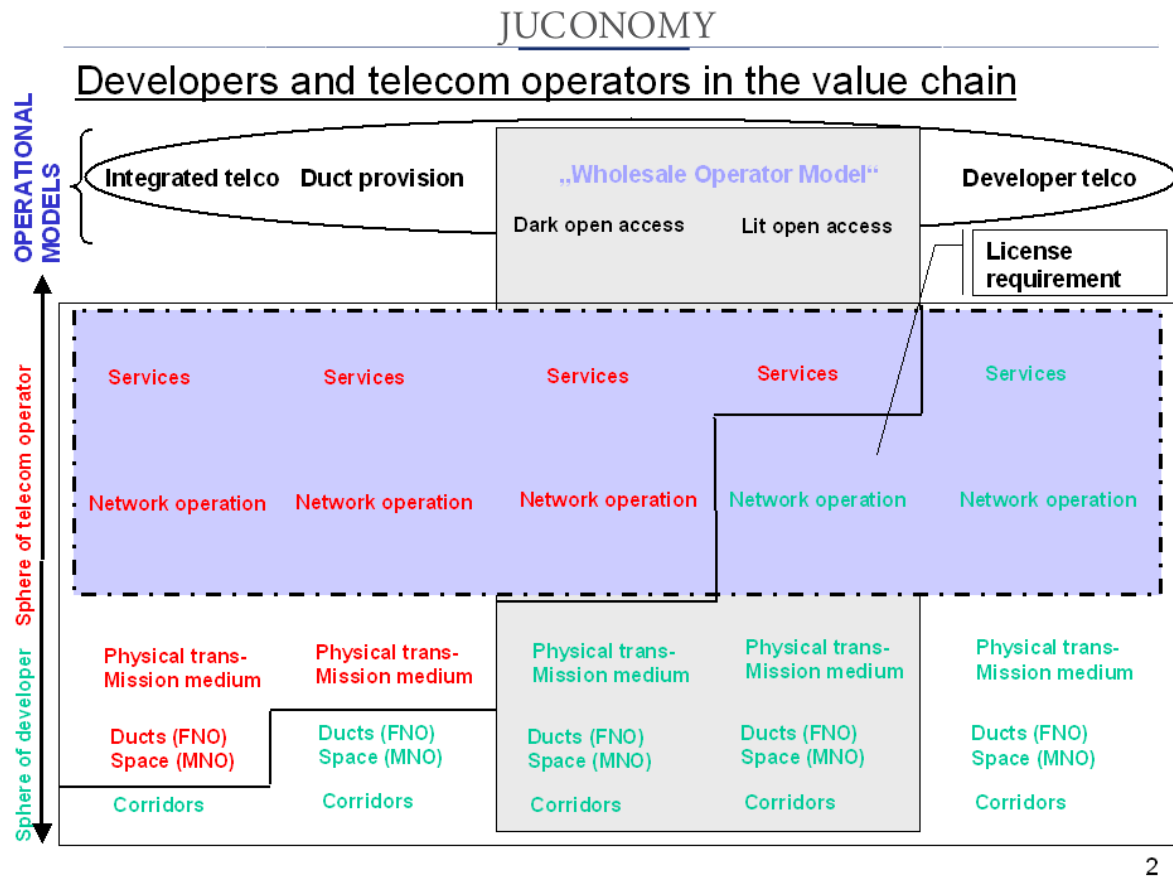 JUCONOMY
Developers and telecom operators in the value chain
OPERATIONAL
MODELS
Integrated telco
Duct provision
„Wholesale Operator Model“
Developer telco
Dark open access
Lit open access
License
requirement
Sphere of telecom operator
Sphere of developer
Services
Services
Services
Services
Services
Network operation
Network operation
Network operation
Network operation
Network operation
Physical trans-
Mission medium
Physical trans-
Mission medium
Physical trans-
Mission medium
Physical trans-
Mission medium
Physical trans-
Mission medium
Ducts (FNO)
Space (MNO)
Ducts (FNO)
Space (MNO)
Ducts (FNO)
Space (MNO)
Ducts (FNO)
Space (MNO)
Ducts (FNO)
Space (MNO)
Corridors
Corridors
Corridors
Corridors
Corridors
2